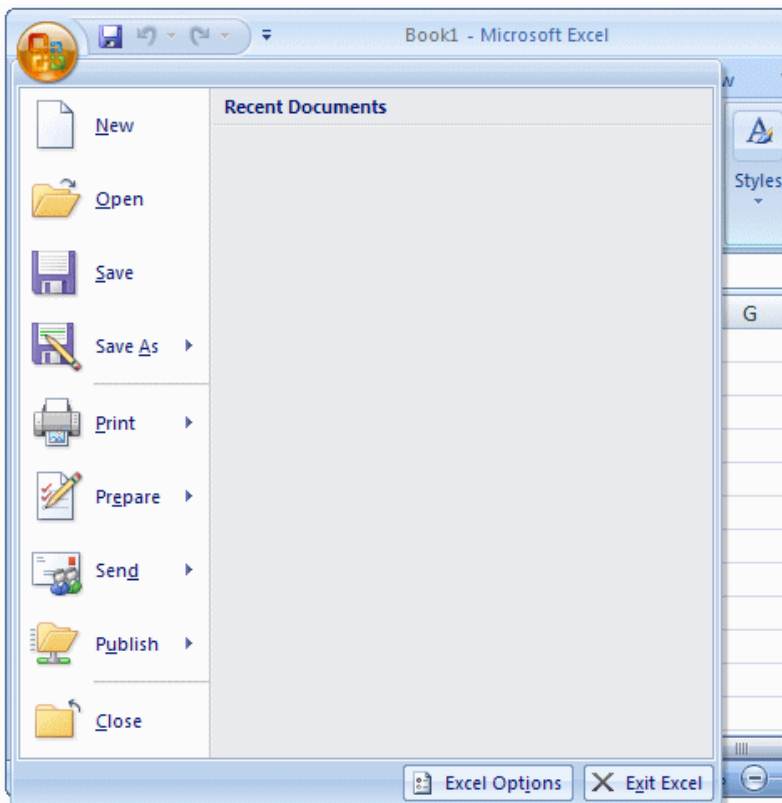 Book1 - Microsoft Excel
Recent Documents
New
Open
Save
Save As
Print
Prepare
Send
Publish
Close
Styles
G
Excel Options
Exit Excel